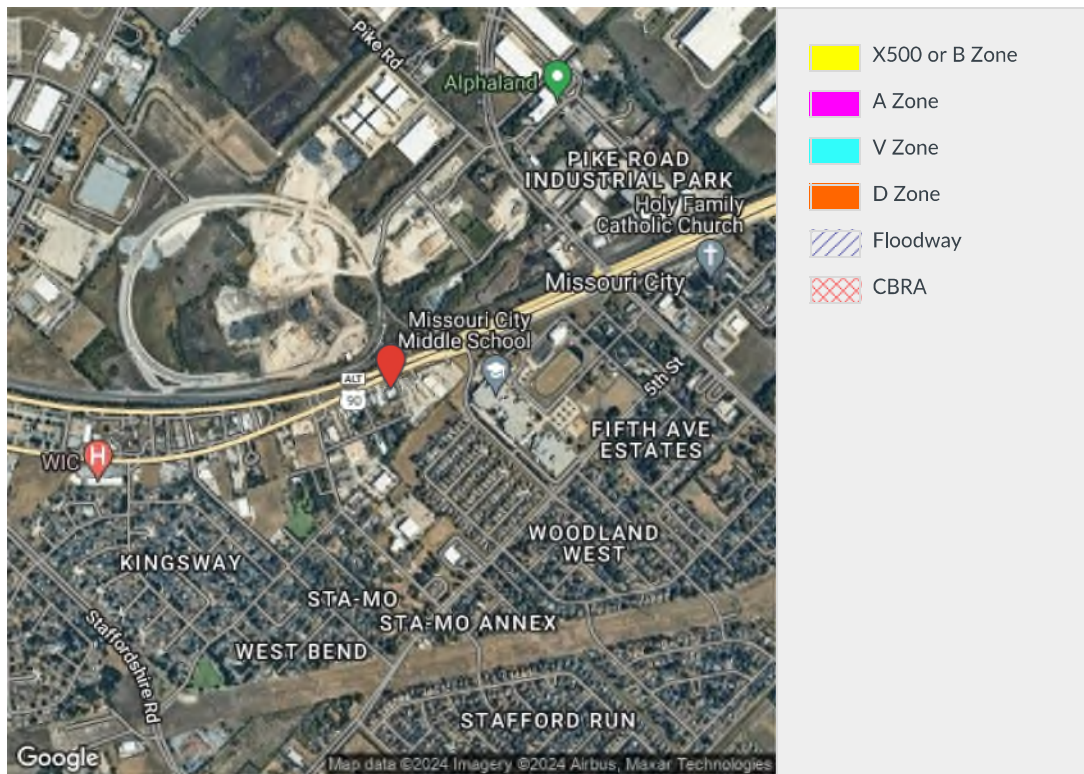 Pike Rd
Alphaland
PIKE ROAD
INDUSTRIAL PARK
Holy Family
Catholic Church
Missouri City
Missouri City
Middle School
ALT
90
5th St
WIC
H
FIFTH AVE
ESTATES
WOODLAND
WEST
KINGSWAY
STA-MO
STA-MO ANNEX
WEST BEND
Staffordshire Rd
STAFFORD RUN
Google
Map data ©2024 Imagery ©2024 Airbus, Maxar Technologies
X500 or B Zone
A Zone
V Zone
D Zone
Floodway
CBRA